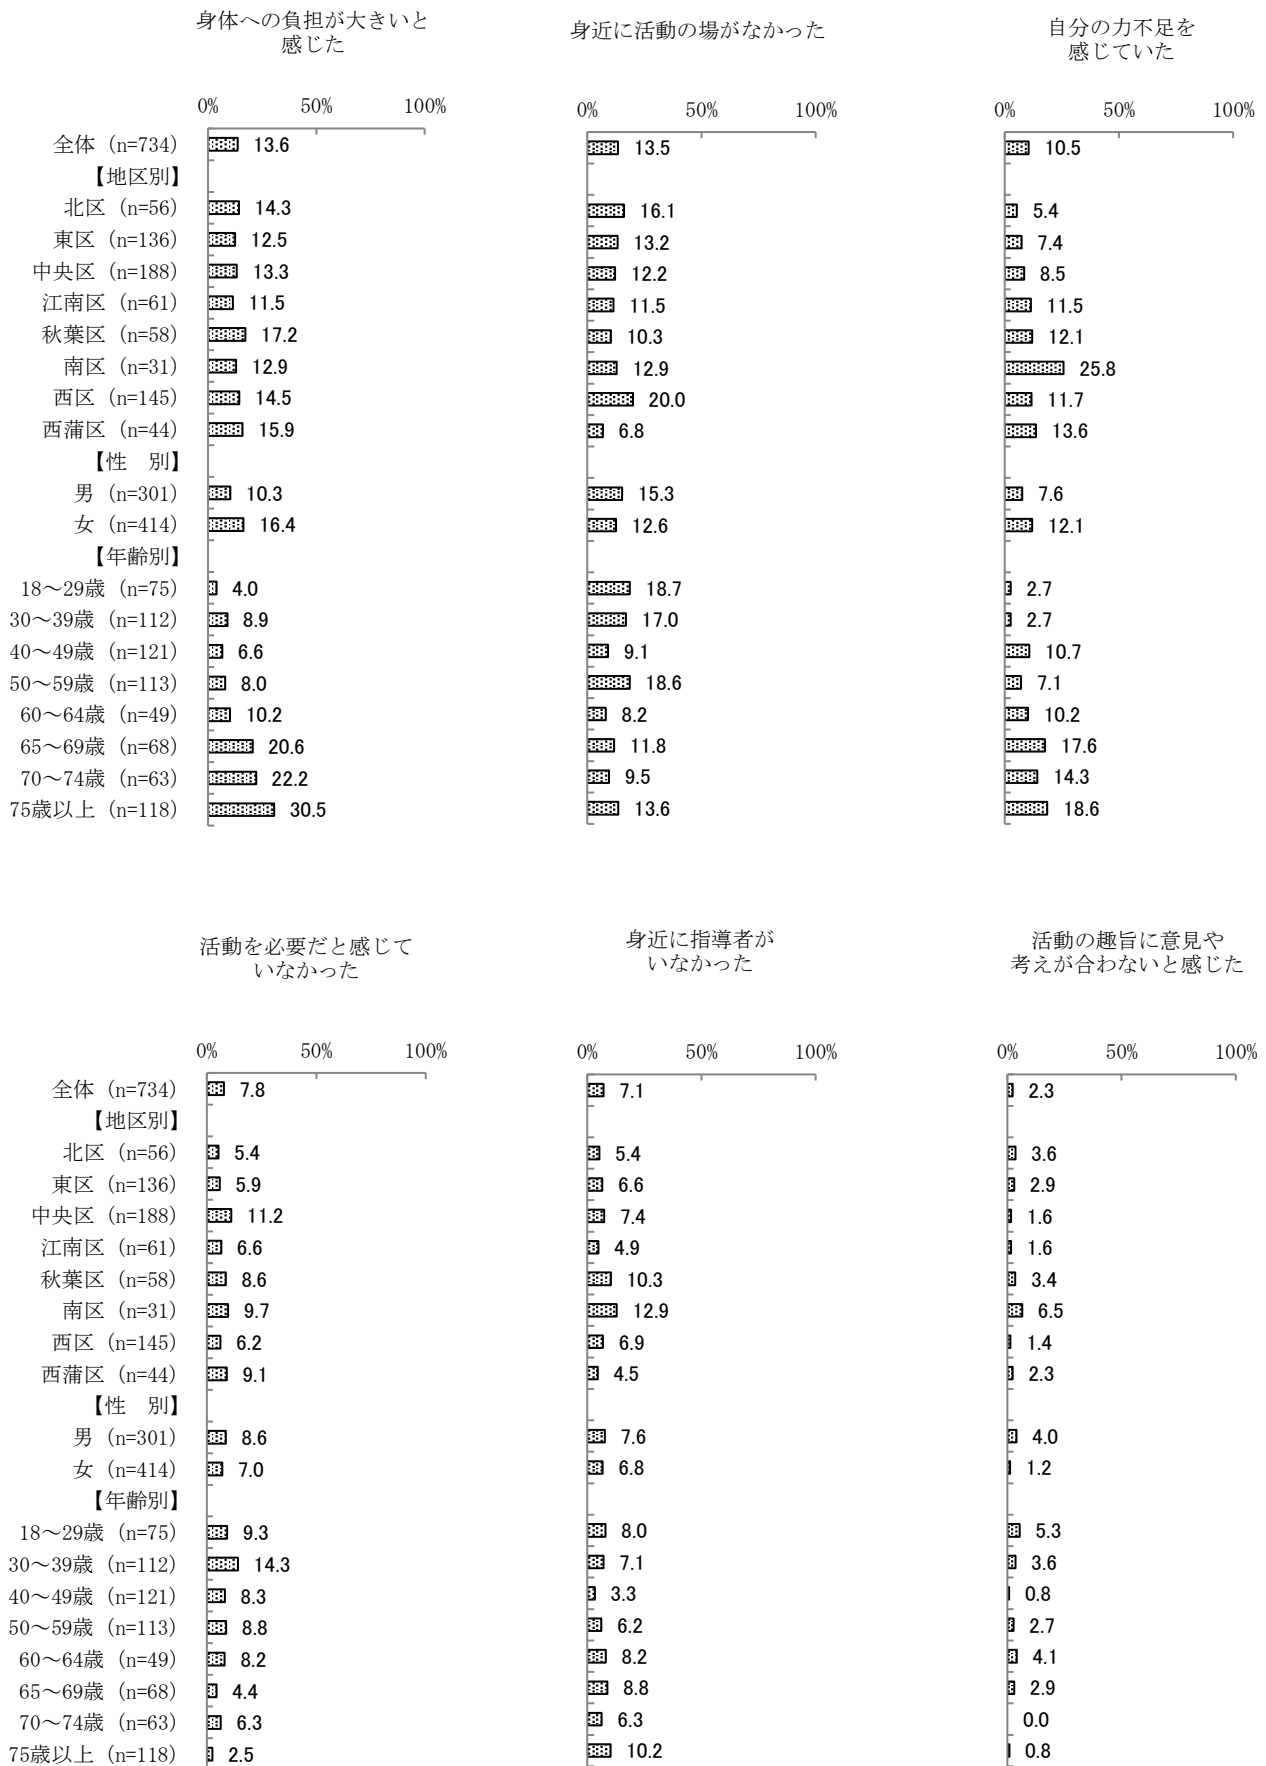 身体への負担が大きいと
感じた
身近に活動の場がなかった
自分の力不足を
感じていた
0% 50% 100% 0% 50% 100% 0% 50% 100%
全体 (n=734) 13.6 13.5 10.5
【地区別】
北区 (n=56) 14.3 16.1 5.4
東区 (n=136) 12.5 13.2 7.4
中央区 (n=188) 13.3 12.2 8.5
江南区 (n=61) 11.5 11.5 11.5
秋葉区 (n=58) 17.2 10.3 12.1
南区 (n=31) 12.9 12.9 25.8
西区 (n=145) 14.5 20.0 11.7
西蒲区 (n=44) 15.9 6.8 13.6
【性　別】
男 (n=301) 10.3 15.3 7.6
女 (n=414) 16.4 12.6 12.1
【年齢別】
18～29歳 (n=75) 4.0 18.7 2.7
30～39歳 (n=112) 8.9 17.0 2.7
40～49歳 (n=121) 6.6 9.1 10.7
50～59歳 (n=113) 8.0 18.6 7.1
60～64歳 (n=49) 10.2 8.2 10.2
65～69歳 (n=68) 20.6 11.8 17.6
70～74歳 (n=63) 22.2 9.5 14.3
75歳以上 (n=118) 30.5 13.6 18.6
活動を必要だと感じて
いなかった
身近に指導者が
いなかった
活動の趣旨に意見や
考えが合わないと感じた
0% 50% 100% 0% 50% 100% 0% 50% 100%
全体 (n=734) 7.8 7.1 2.3
【地区別】
北区 (n=56) 5.4 5.4 3.6
東区 (n=136) 5.9 6.6 2.9
中央区 (n=188) 11.2 7.4 1.6
江南区 (n=61) 6.6 4.9 1.6
秋葉区 (n=58) 8.6 10.3 3.4
南区 (n=31) 9.7 12.9 6.5
西区 (n=145) 6.2 6.9 1.4
西蒲区 (n=44) 9.1 4.5 2.3
【性　別】
男 (n=301) 8.6 7.6 4.0
女 (n=414) 7.0 6.8 1.2
【年齢別】
18～29歳 (n=75) 9.3 8.0 5.3
30～39歳 (n=112) 14.3 7.1 3.6
40～49歳 (n=121) 8.3 3.3 0.8
50～59歳 (n=113) 8.8 6.2 2.7
60～64歳 (n=49) 8.2 8.2 4.1
65～69歳 (n=68) 4.4 8.8 2.9
70～74歳 (n=63) 6.3 6.3 0.0
75歳以上 (n=118) 2.5 10.2 0.8